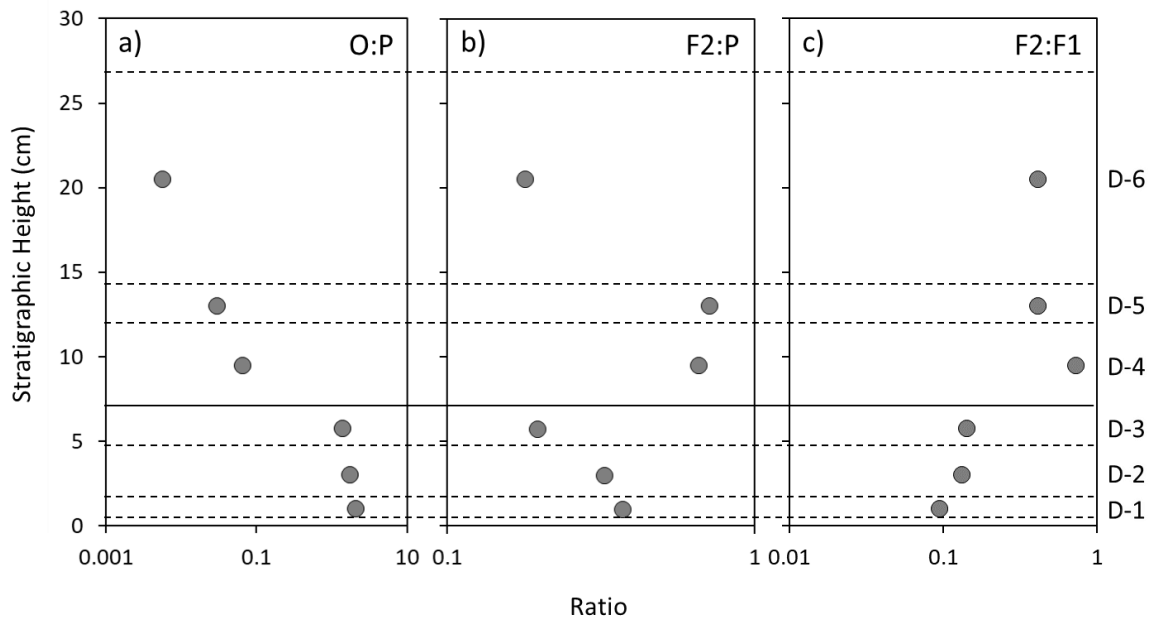 a) O:P b) F2:P c) F2:F1
30
25
20
15
10
5
0
Stratigraphic Height (cm)
D-6
D-5
D-4
D-3
D-2
D-1
0.001 0.1 10 0.1 1 0.01 0.1 1
Ratio